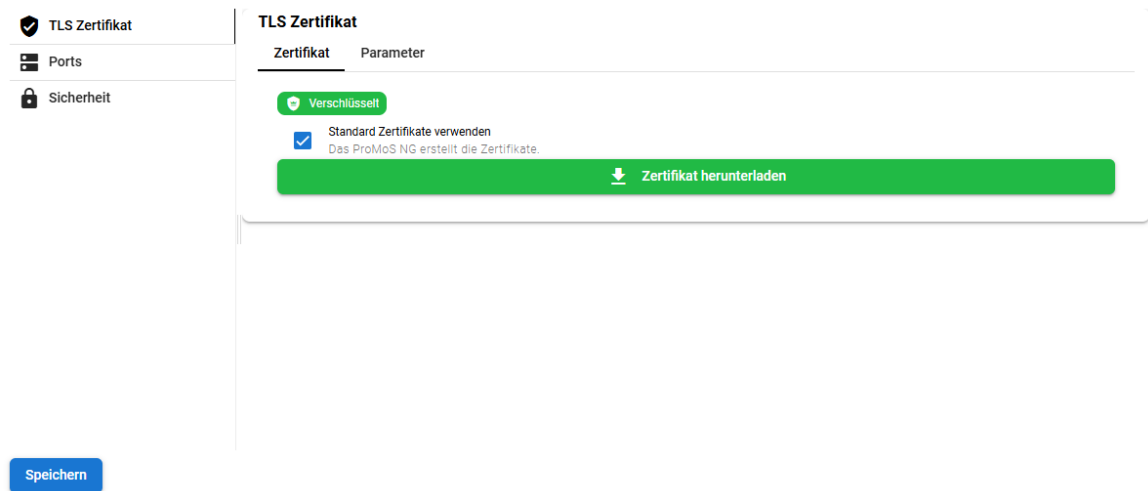 TLS Zertifikat
Ports
Sicherheit
TLS Zertifikat
Zertifikat Parameter
Verschlüsselt
Standard Zertifikate verwenden
Das ProMoS NG erstellt die Zertifikate.
Zertifikat herunterladen
Speichern